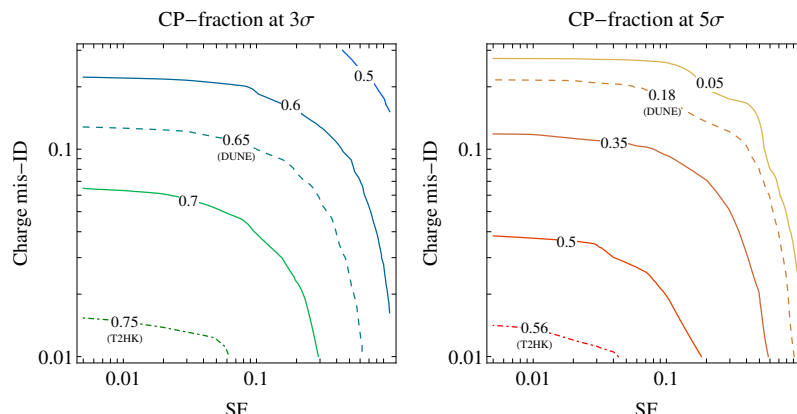 CP−fraction at 3σ
Charge mis−ID
0.1
0.01
0.5
0.6
0.65
(DUNE)
0.7
0.75
(T2HK)
0.01
0.1
SF
CP−fraction at 5σ
Charge mis−ID
0.1
0.01
0.05
0.18
(DUNE)
0.35
0.5
0.56
(T2HK)
0.01
0.1